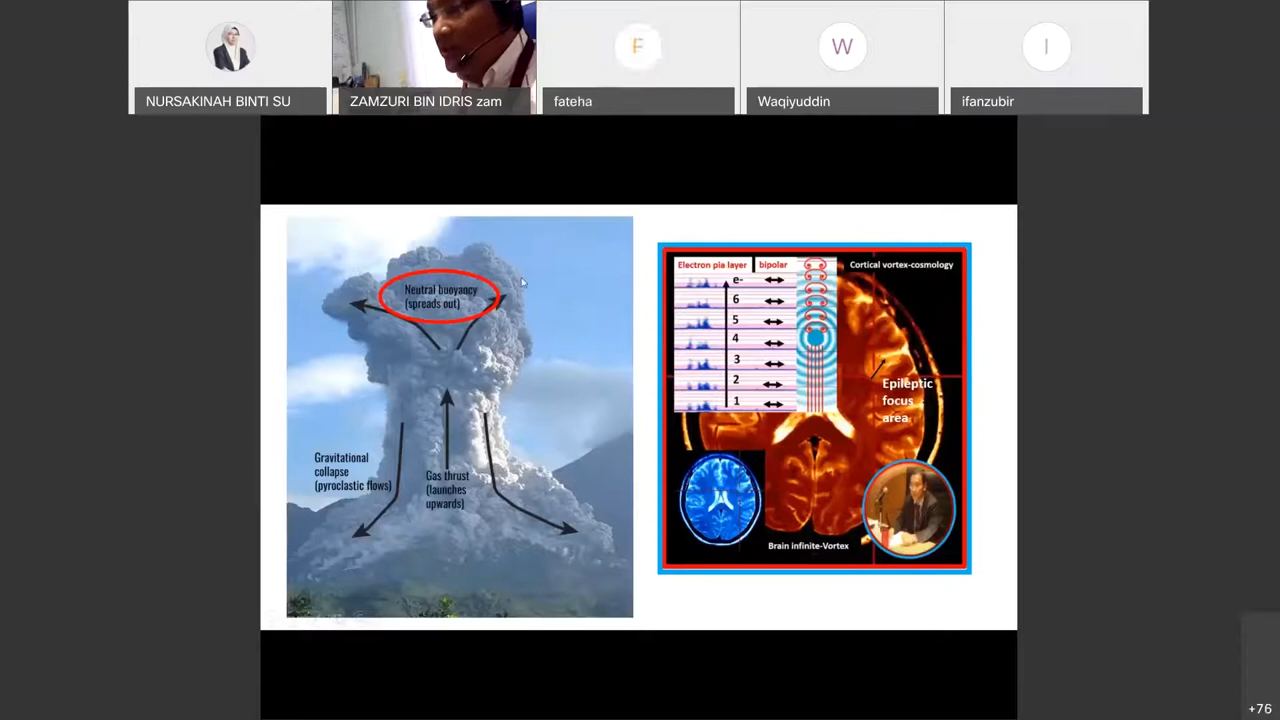 NURSAKINAH BINTI SU
ZAMZURI BIN IDRIS zam
F
fateha
W
Waqiyuddin
I
ifanzubir
Neutral buoyancy
(spreads out)
Gravitational
collapse
(pyroclastic flows)
Gas thrust
(launches
upwards)
Electron pia layer
bipolar
Cortical vortex-cosmology
e-
6
5
4
3
2
1
Epileptic
focus
area
Brain infinite-Vortex
+76